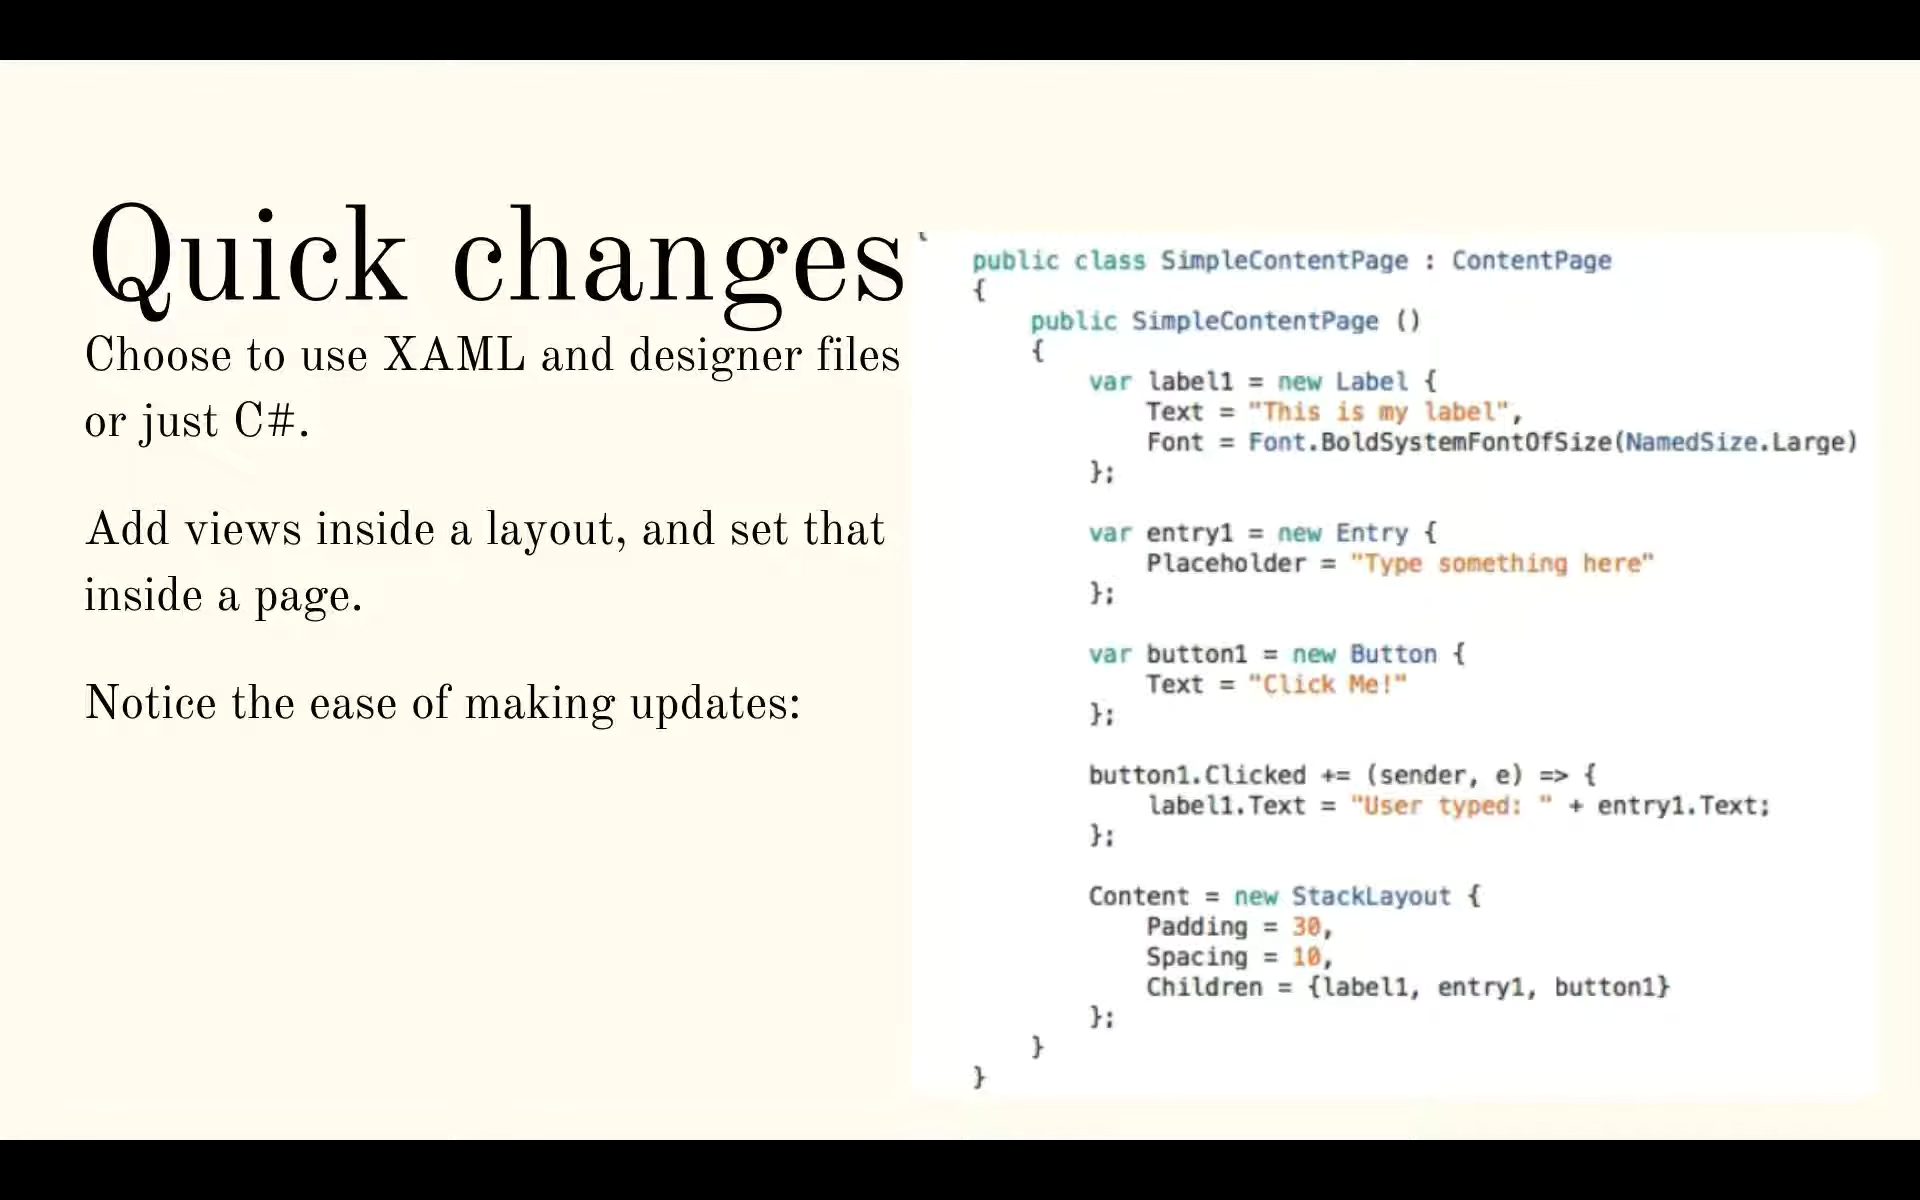 Quick changes
Choose to use XAML and designer files
or just C#.
Add views inside a layout, and set that
inside a page.
Notice the ease of making updates:
public class SimpleContentPage : ContentPage
{
    public SimpleContentPage ()
    {
        var label1 = new Label {
            Text = "This is my label",
            Font = Font.BoldSystemFontOfSize(NamedSize.Large)
        };
        var entry1 = new Entry {
            Placeholder = "Type something here"
        };
        var button1 = new Button {
            Text = "Click Me!"
        };
        button1.Clicked += (sender, e) => {
            label1.Text = "User typed: " + entry1.Text;
        };
        Content = new StackLayout {
            Padding = 30,
            Spacing = 10,
            Children = {label1, entry1, button1}
        };
    }
}